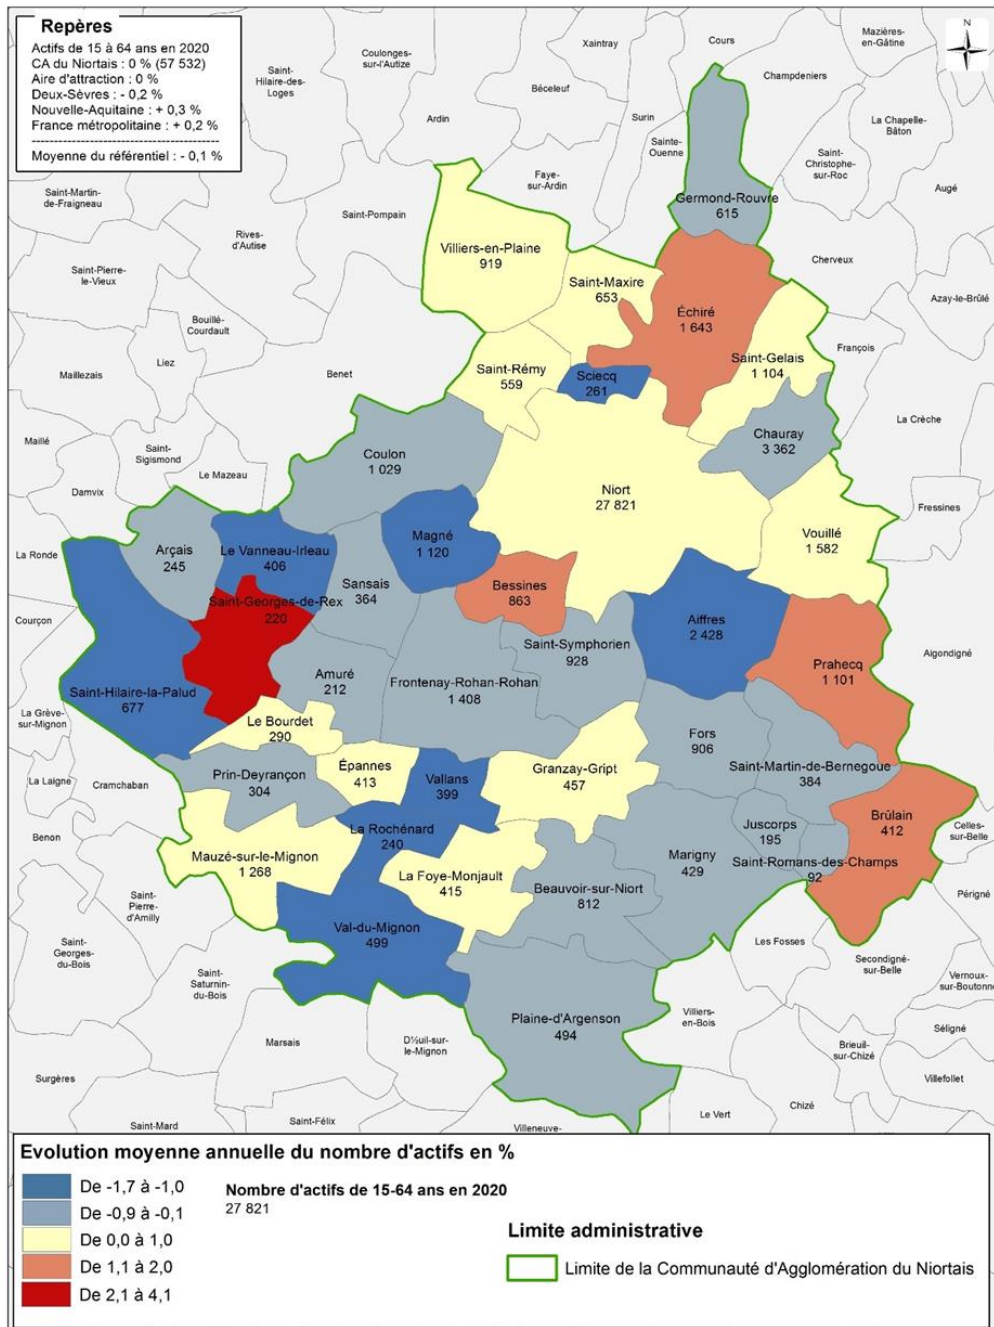 Repères
Actifs de 15 à 64 ans en 2020
CA du Niortais : 0 % (57 532)
Aire d'attraction : 0 %
Deux-Sèvres : - 0,2 %
Nouvelle-Aquitaine : + 0,3 %
France métropolitaine : + 0,2 %
Moyenne du référentiel : - 0,1 %
N
Mazières-
en-Gâtine
Cours
Xaintray
Coulonges-
sur-l'Autize
Saint-
Hilaire-des-
Loges
Béceleuf
Champdeniers
Ardin
Surin
La Chapelle-
Bâton
Sainte-
Ouenne
Saint-
Christophe-
sur-Roc
Faye-
sur-Ardin
Saint-Martin-
de-Fraigneau
Augé
Germond-Rouvre
615
Saint-Pompain
Rives-
d'Autise
Villiers-en-Plaine
919
Cherveux
Saint-Pierre-
le-Vieux
Saint-Maxire
653
Azay-le-Brûlé
Échiré
1 643
Bouillé-
Courdault
François
Liez
Saint-Gelais
1 104
Maillezais
Benet
Saint-Rémy
559
Sciecq
261
La Crèche
Chauray
3 362
Maillé
Saint-
Sigismond
Coulon
1 029
Le Mazeau
Damvix
Niort
27 821
Fressines
Vouillé
1 582
Magné
1 120
La Ronde
Arçais
245
Le Vanneau-Irleau
406
Sansais
364
Bessines
863
Saint-Georges-de-Rex
220
Courçon
Aiffres
2 428
Saint-Symphorien
928
Aigondigné
Prahecq
1 101
Amuré
212
Frontenay-Rohan-Rohan
1 408
Saint-Hilaire-la-Palud
677
La Grève-
sur-Mignon
Le Bourdet
290
Fors
906
Épannes
413
Granzay-Gript
457
Saint-Martin-de-Bernegoue
384
La Laigne
Cramchaban
Prin-Deyrançon
304
Vallans
399
Brûlain
412
Juscorps
195
Celles-
sur-Belle
Benon
La Rochénard
240
Marigny
429
Saint-Romans-des-Champs
92
Mauzé-sur-le-Mignon
1 268
La Foye-Monjault
415
Beauvoir-sur-Niort
812
Périgné
Saint-
Pierre-
d'Amilly
Val-du-Mignon
499
Les Fosses
Saint-
Georges-
du-Bois
Secondigné-
sur-Belle
Saint-
Saturnin-
du-Bois
Vernoux-
sur-Boutonne
Villiers-
en-Bois
Plaine-d'Argenson
494
Séligné
Marsais
D½uil-sur-
le-Mignon
Brieuil-
sur-Chizé
Surgères
Villefollet
Chizé
Le Vert
Saint-Mard
Saint-Félix
Villeneuve-
Evolution moyenne annuelle du nombre d'actifs en %
De -1,7 à -1,0
De -0,9 à -0,1
De 0,0 à 1,0
De 1,1 à 2,0
De 2,1 à 4,1
Nombre d'actifs de 15-64 ans en 2020
27 821
Limite administrative
Limite de la Communauté d'Agglomération du Niortais